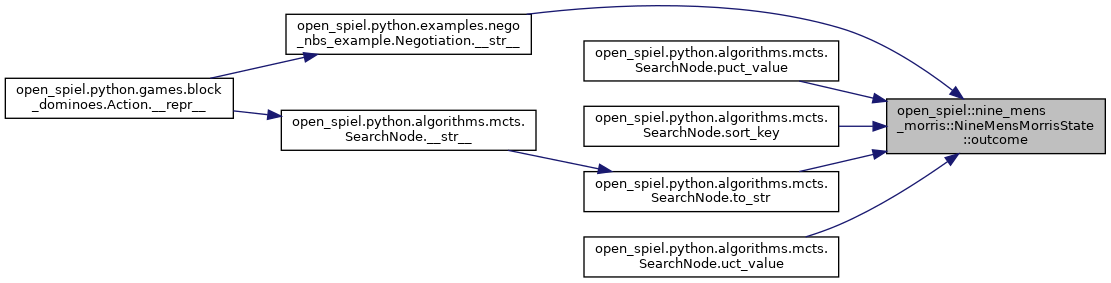 open_spiel.python.examples.nego
_nbs_example.Negotiation.__str__
open_spiel.python.games.block
_dominoes.Action.__repr__
open_spiel.python.algorithms.mcts.
SearchNode.__str__
open_spiel.python.algorithms.mcts.
SearchNode.puct_value
open_spiel.python.algorithms.mcts.
SearchNode.sort_key
open_spiel.python.algorithms.mcts.
SearchNode.to_str
open_spiel.python.algorithms.mcts.
SearchNode.uct_value
open_spiel::nine_mens
_morris::NineMensMorrisState
::outcome